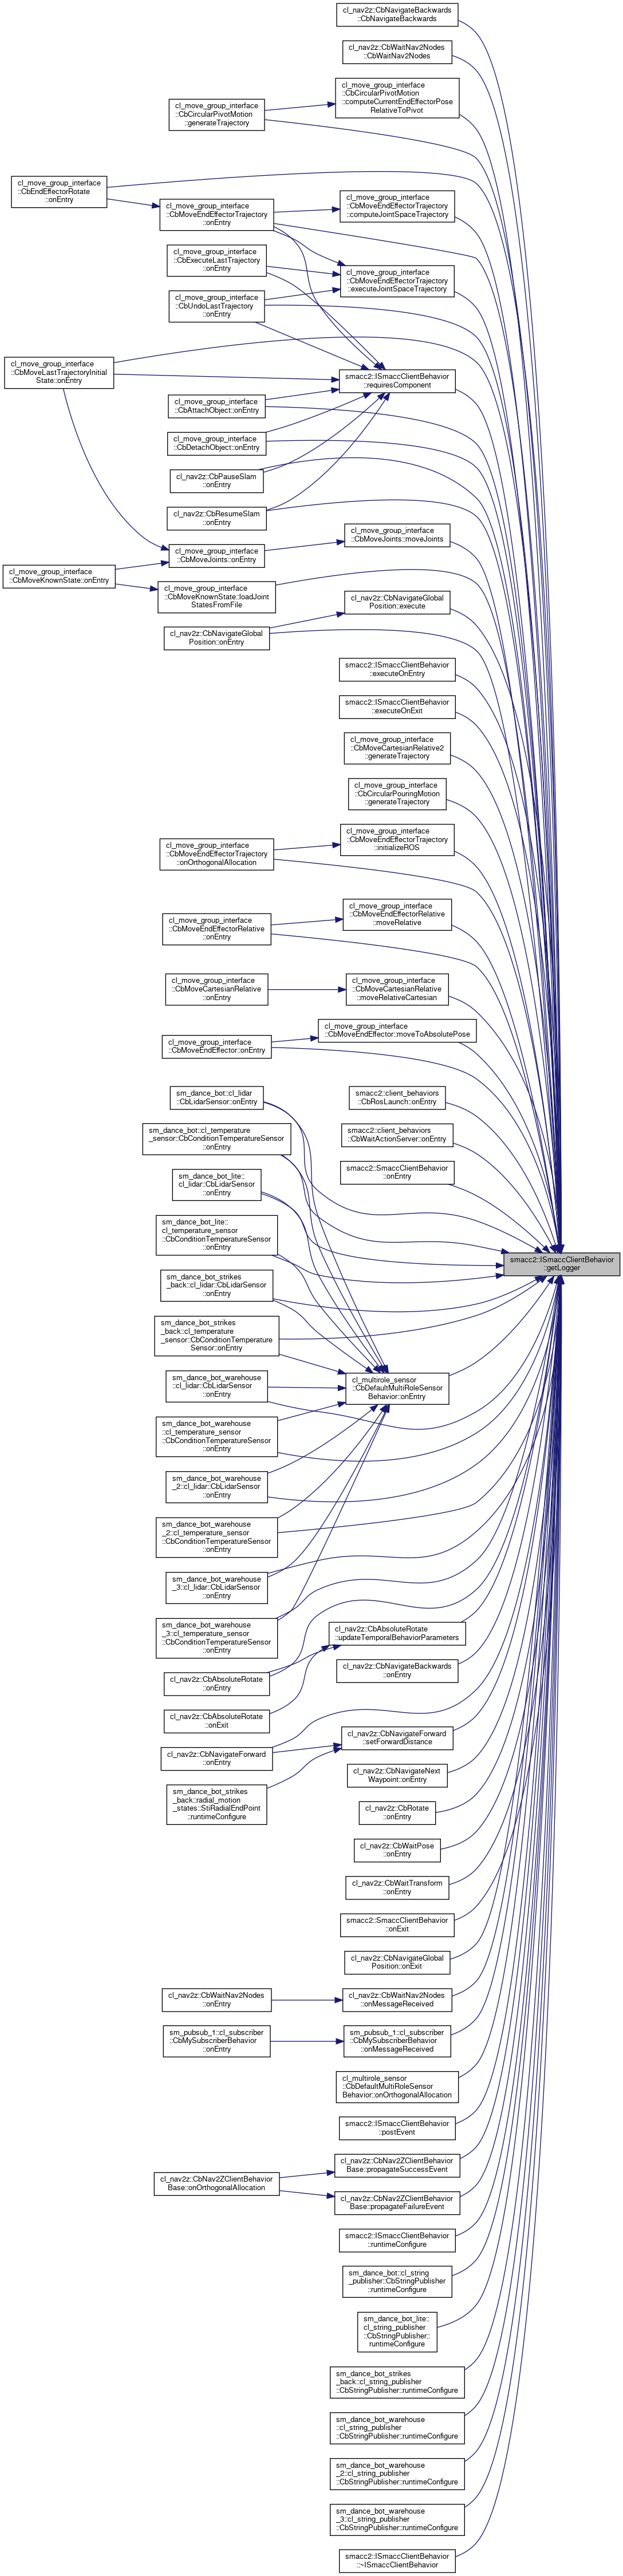 cl_nav2z::CbNavigateBackwards
::CbNavigateBackwards
cl_nav2z::CbWaitNav2Nodes
::CbWaitNav2Nodes
cl_move_group_interface
::CbCircularPivotMotion
::computeCurrentEndEffectorPose
RelativeToPivot
cl_move_group_interface
::CbCircularPivotMotion
::generateTrajectory
cl_move_group_interface
::CbEndEffectorRotate
::onEntry
cl_move_group_interface
::CbMoveEndEffectorTrajectory
::onEntry
cl_move_group_interface
::CbMoveEndEffectorTrajectory
::computeJointSpaceTrajectory
cl_move_group_interface
::CbExecuteLastTrajectory
::onEntry
cl_move_group_interface
::CbMoveEndEffectorTrajectory
::executeJointSpaceTrajectory
cl_move_group_interface
::CbUndoLastTrajectory
::onEntry
cl_move_group_interface
::CbMoveLastTrajectoryInitial
State::onEntry
smacc2::ISmaccClientBehavior
::requiresComponent
cl_move_group_interface
::CbAttachObject::onEntry
cl_move_group_interface
::CbDetachObject::onEntry
cl_nav2z::CbPauseSlam
::onEntry
cl_nav2z::CbResumeSlam
::onEntry
cl_move_group_interface
::CbMoveJoints::moveJoints
cl_move_group_interface
::CbMoveJoints::onEntry
cl_move_group_interface
::CbMoveKnownState::onEntry
cl_move_group_interface
::CbMoveKnownState::loadJoint
StatesFromFile
cl_nav2z::CbNavigateGlobal
Position::execute
cl_nav2z::CbNavigateGlobal
Position::onEntry
smacc2::ISmaccClientBehavior
::executeOnEntry
smacc2::ISmaccClientBehavior
::executeOnExit
cl_move_group_interface
::CbMoveCartesianRelative2
::generateTrajectory
cl_move_group_interface
::CbCircularPouringMotion
::generateTrajectory
cl_move_group_interface
::CbMoveEndEffectorTrajectory
::initializeROS
cl_move_group_interface
::CbMoveEndEffectorTrajectory
::onOrthogonalAllocation
cl_move_group_interface
::CbMoveEndEffectorRelative
::moveRelative
cl_move_group_interface
::CbMoveEndEffectorRelative
::onEntry
cl_move_group_interface
::CbMoveCartesianRelative
::moveRelativeCartesian
cl_move_group_interface
::CbMoveCartesianRelative
::onEntry
cl_move_group_interface
::CbMoveEndEffector::moveToAbsolutePose
cl_move_group_interface
::CbMoveEndEffector::onEntry
sm_dance_bot::cl_lidar
::CbLidarSensor::onEntry
smacc2::client_behaviors
::CbRosLaunch::onEntry
sm_dance_bot::cl_temperature
_sensor::CbConditionTemperatureSensor
::onEntry
smacc2::client_behaviors
::CbWaitActionServer::onEntry
smacc2::SmaccClientBehavior
::onEntry
sm_dance_bot_lite::
cl_lidar::CbLidarSensor
::onEntry
sm_dance_bot_lite::
cl_temperature_sensor
::CbConditionTemperatureSensor
::onEntry
smacc2::ISmaccClientBehavior
::getLogger
sm_dance_bot_strikes
_back::cl_lidar::CbLidarSensor
::onEntry
sm_dance_bot_strikes
_back::cl_temperature
_sensor::CbConditionTemperature
Sensor::onEntry
cl_multirole_sensor
::CbDefaultMultiRoleSensor
Behavior::onEntry
sm_dance_bot_warehouse
::cl_lidar::CbLidarSensor
::onEntry
sm_dance_bot_warehouse
::cl_temperature_sensor
::CbConditionTemperatureSensor
::onEntry
sm_dance_bot_warehouse
_2::cl_lidar::CbLidarSensor
::onEntry
sm_dance_bot_warehouse
_2::cl_temperature_sensor
::CbConditionTemperatureSensor
::onEntry
sm_dance_bot_warehouse
_3::cl_lidar::CbLidarSensor
::onEntry
sm_dance_bot_warehouse
_3::cl_temperature_sensor
::CbConditionTemperatureSensor
::onEntry
cl_nav2z::CbAbsoluteRotate
::updateTemporalBehaviorParameters
cl_nav2z::CbAbsoluteRotate
::onEntry
cl_nav2z::CbNavigateBackwards
::onEntry
cl_nav2z::CbAbsoluteRotate
::onExit
cl_nav2z::CbNavigateForward
::setForwardDistance
cl_nav2z::CbNavigateForward
::onEntry
cl_nav2z::CbNavigateNext
Waypoint::onEntry
sm_dance_bot_strikes
_back::radial_motion
_states::StiRadialEndPoint
::runtimeConfigure
cl_nav2z::CbRotate
::onEntry
cl_nav2z::CbWaitPose
::onEntry
cl_nav2z::CbWaitTransform
::onEntry
smacc2::SmaccClientBehavior
::onExit
cl_nav2z::CbNavigateGlobal
Position::onExit
cl_nav2z::CbWaitNav2Nodes
::onEntry
cl_nav2z::CbWaitNav2Nodes
::onMessageReceived
sm_pubsub_1::cl_subscriber
::CbMySubscriberBehavior
::onEntry
sm_pubsub_1::cl_subscriber
::CbMySubscriberBehavior
::onMessageReceived
cl_multirole_sensor
::CbDefaultMultiRoleSensor
Behavior::onOrthogonalAllocation
smacc2::ISmaccClientBehavior
::postEvent
cl_nav2z::CbNav2ZClientBehavior
Base::propagateSuccessEvent
cl_nav2z::CbNav2ZClientBehavior
Base::onOrthogonalAllocation
cl_nav2z::CbNav2ZClientBehavior
Base::propagateFailureEvent
smacc2::ISmaccClientBehavior
::runtimeConfigure
sm_dance_bot::cl_string
_publisher::CbStringPublisher
::runtimeConfigure
sm_dance_bot_lite::
cl_string_publisher
::CbStringPublisher::
runtimeConfigure
sm_dance_bot_strikes
_back::cl_string_publisher
::CbStringPublisher::runtimeConfigure
sm_dance_bot_warehouse
::cl_string_publisher
::CbStringPublisher::runtimeConfigure
sm_dance_bot_warehouse
_2::cl_string_publisher
::CbStringPublisher::runtimeConfigure
sm_dance_bot_warehouse
_3::cl_string_publisher
::CbStringPublisher::runtimeConfigure
smacc2::ISmaccClientBehavior
::~ISmaccClientBehavior